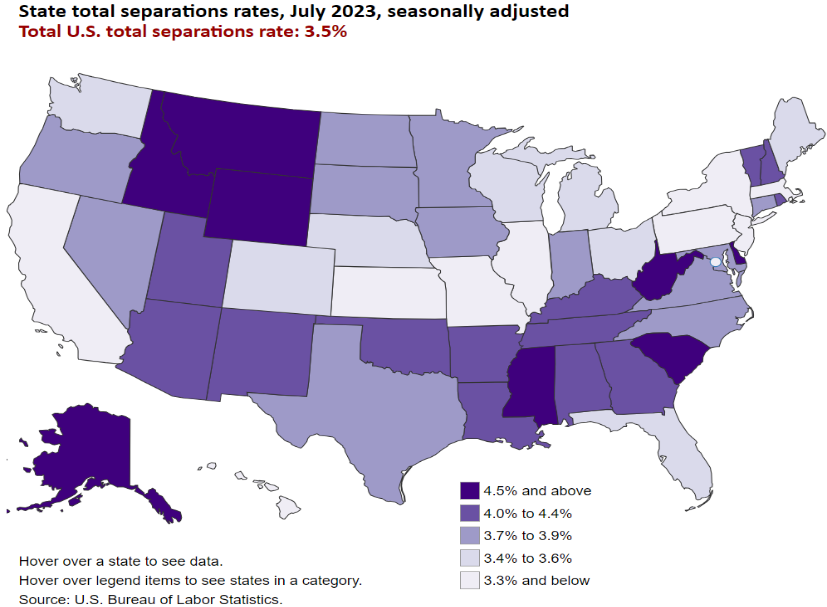 State total separations rates, July 2023, seasonally adjusted
Total U.S. total separations rate: 3.5%
4.5% and above
4.0% to 4.4%
3.7% to 3.9%
3.4% to 3.6%
3.3% and below
Hover over a state to see data.
Hover over legend items to see states in a category.
Source: U.S. Bureau of Labor Statistics.